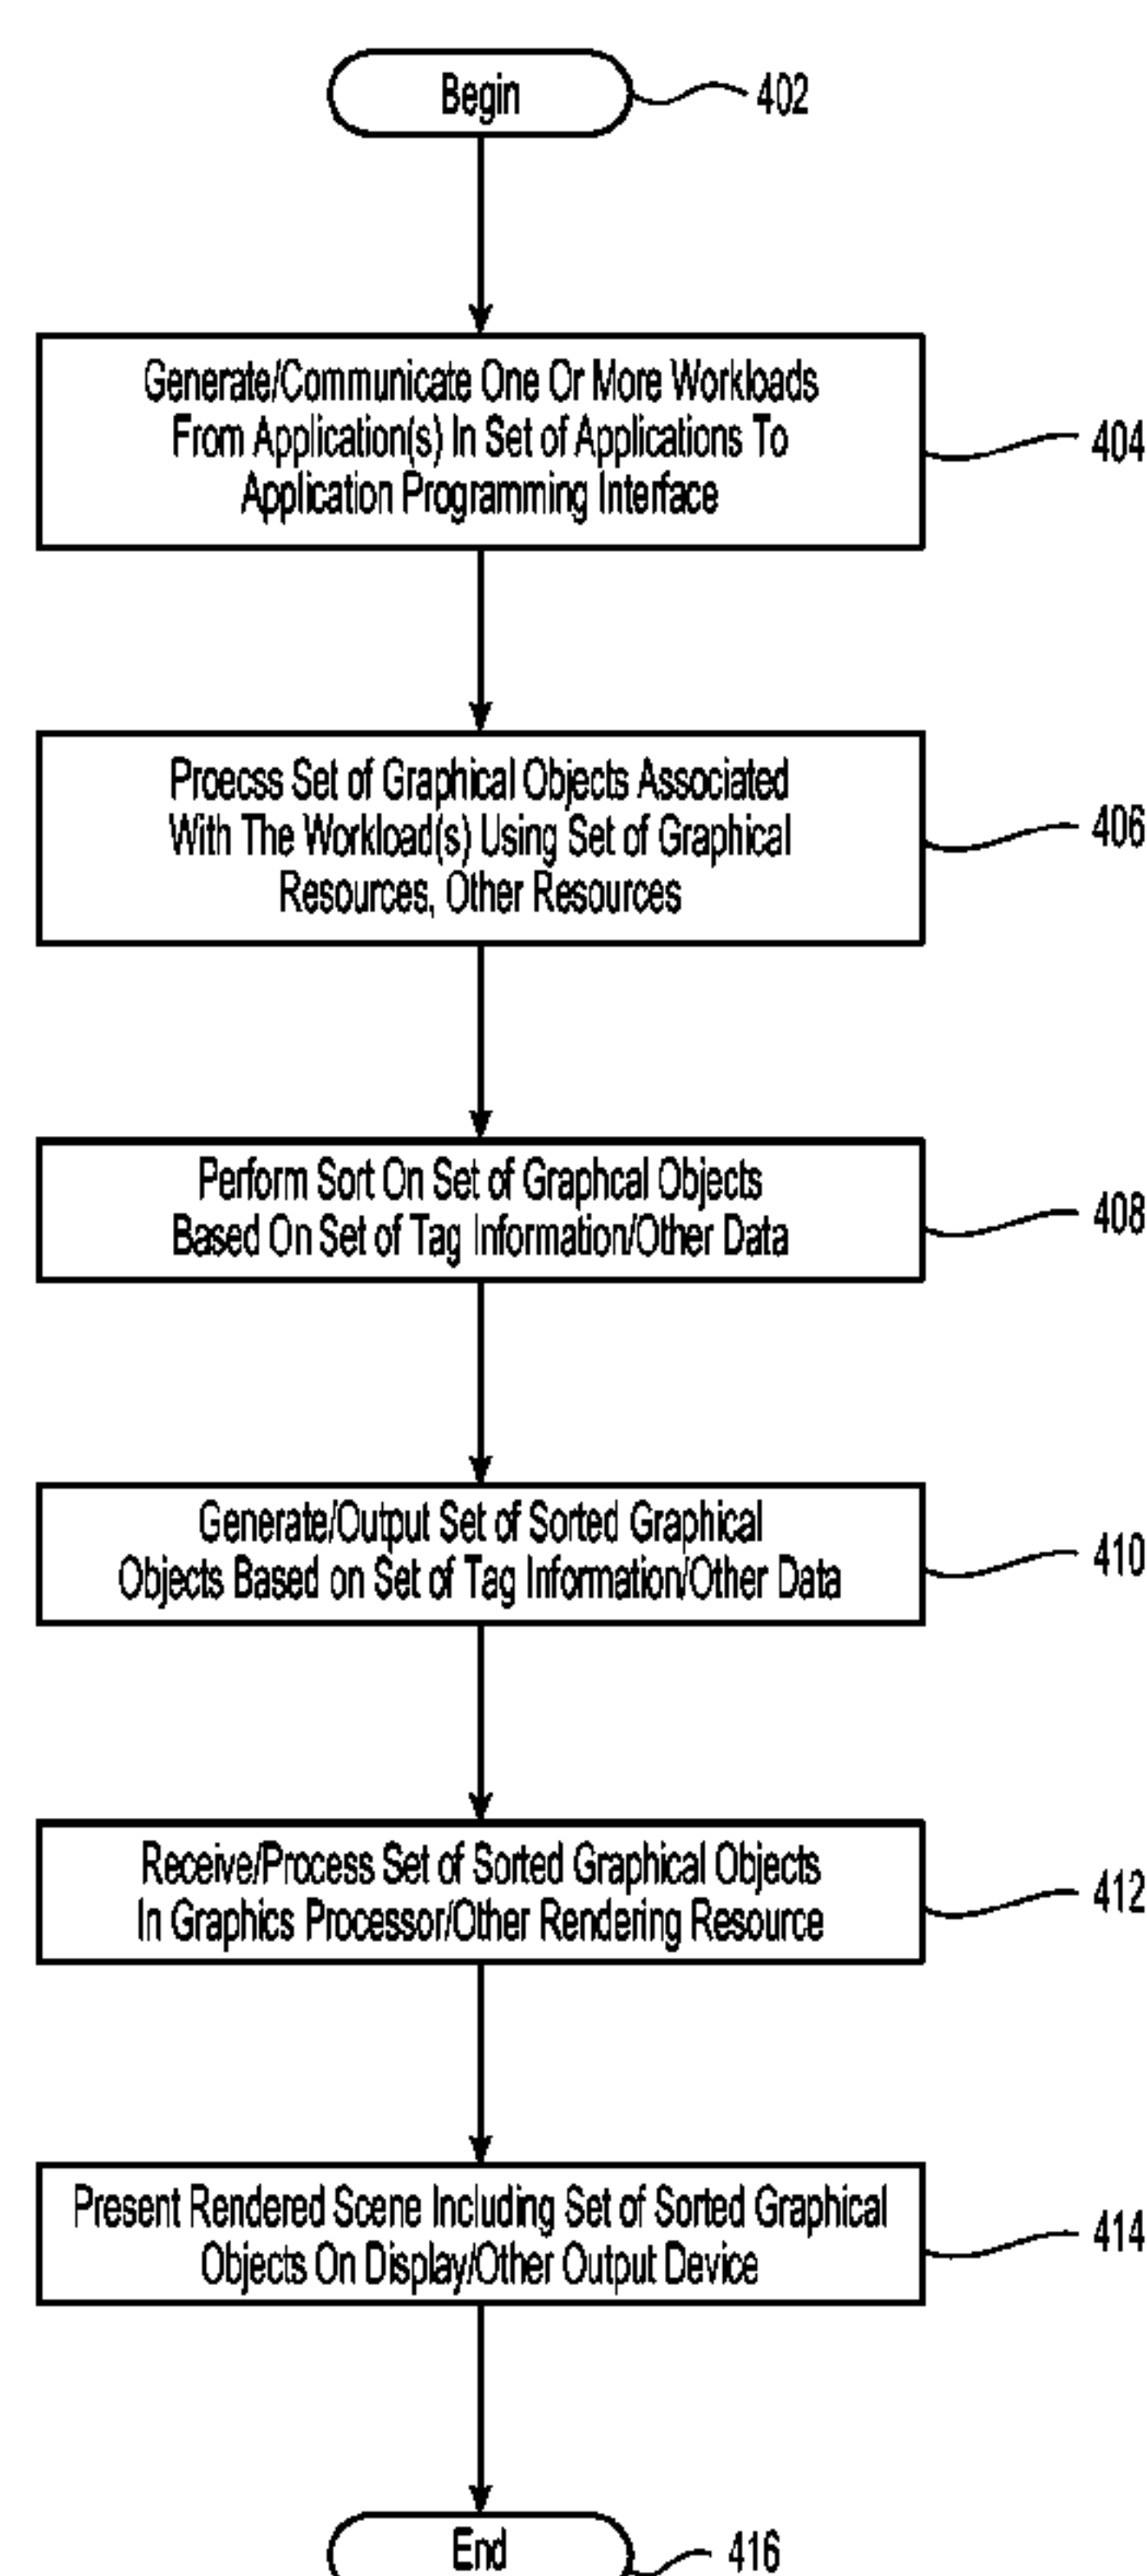 Begin
402
Generate/Communicate One Or More Workloads
From Application(s) In Set of Applications To
Application Programming Interface
404
Proecss Set of Graphical Objects Associated
With The Workload(s) Using Set of Graphical
Resources, Other Resources
406
Perform Sort On Set of Graphcal Objects
Based On Set of Tag Information/Other Data
408
Generate/Output Set of Sorted Graphical
Objects Based on Set of Tag Information/Other Data
410
Receive/Process Set of Sorted Graphical Objects
In Graphics Processor/Other Rendering Resource
412
Present Rendered Scene Including Set of Sorted Graphical
Objects On Display/Other Output Device
414
End
416